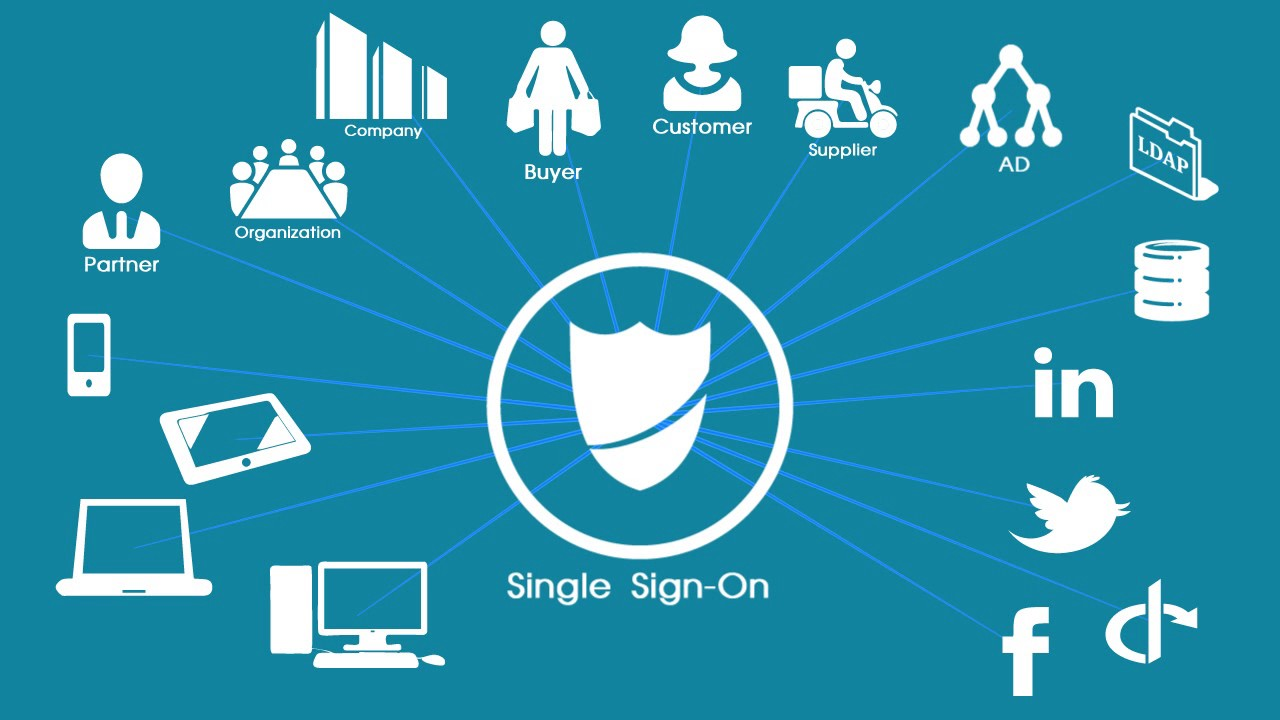 Company
Buyer
Customer
Supplier
AD
LDAP
Partner
Organization
in
f
Single Sign-On